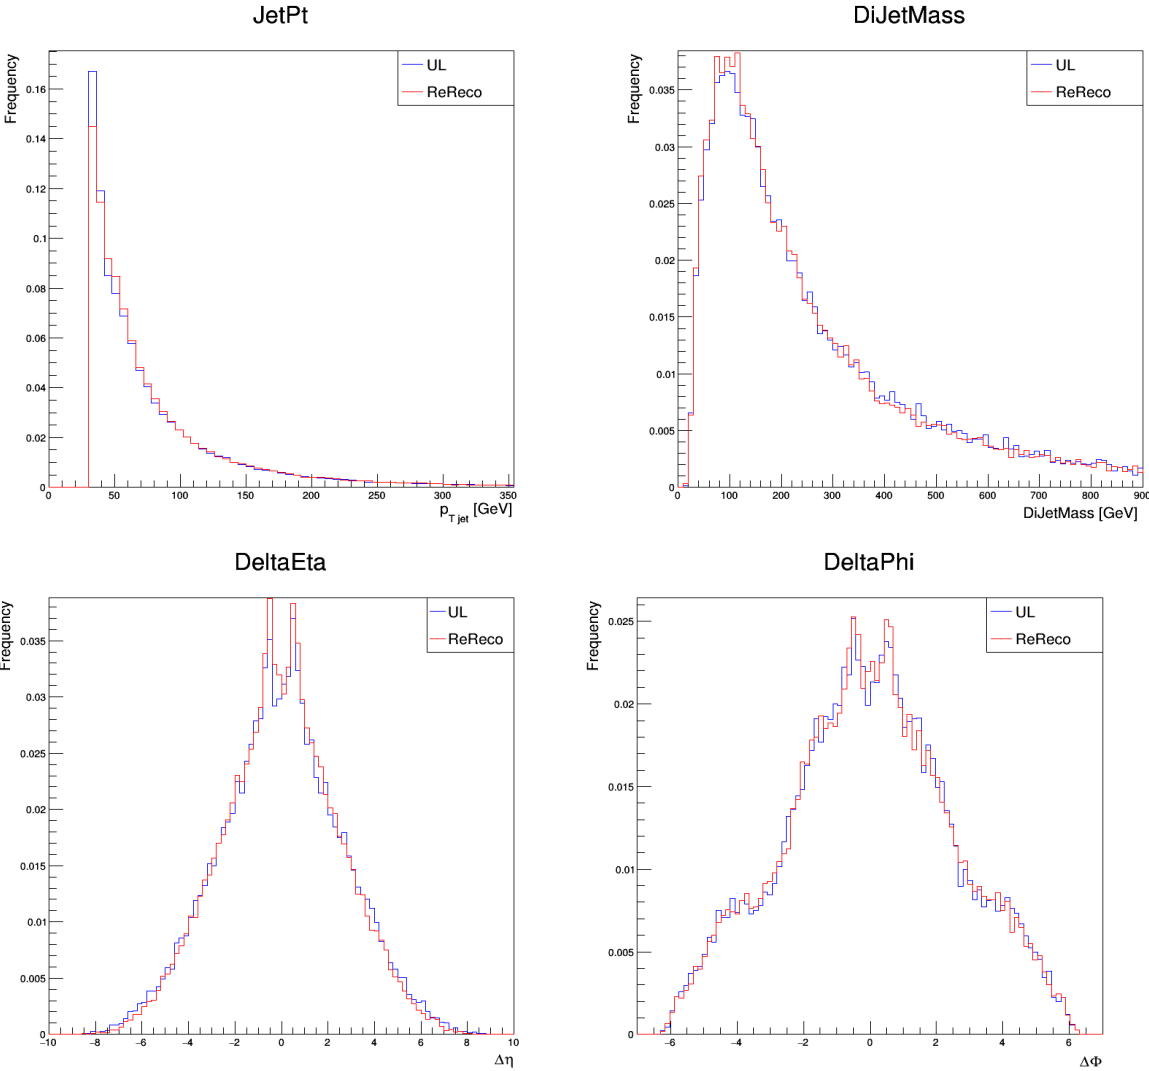 JetPt
Frequency
UL
ReReco
0.16
0.14
0.12
0.1
0.08
0.06
0.04
0.02
0
0 50 100 150 200 250 300 350
p_T jet [GeV]
DiJetMass
Frequency
UL
ReReco
0.035
0.03
0.025
0.02
0.015
0.01
0.005
0
0 100 200 300 400 500 600 700 800 900
DiJetMass [GeV]
DeltaEta
Frequency
UL
ReReco
0.035
0.03
0.025
0.02
0.015
0.01
0.005
0
−10 −8 −6 −4 −2 0 2 4 6 8 10
Δη
DeltaPhi
Frequency
UL
ReReco
0.025
0.02
0.015
0.01
0.005
0
−6 −4 −2 0 2 4 6
ΔΦ